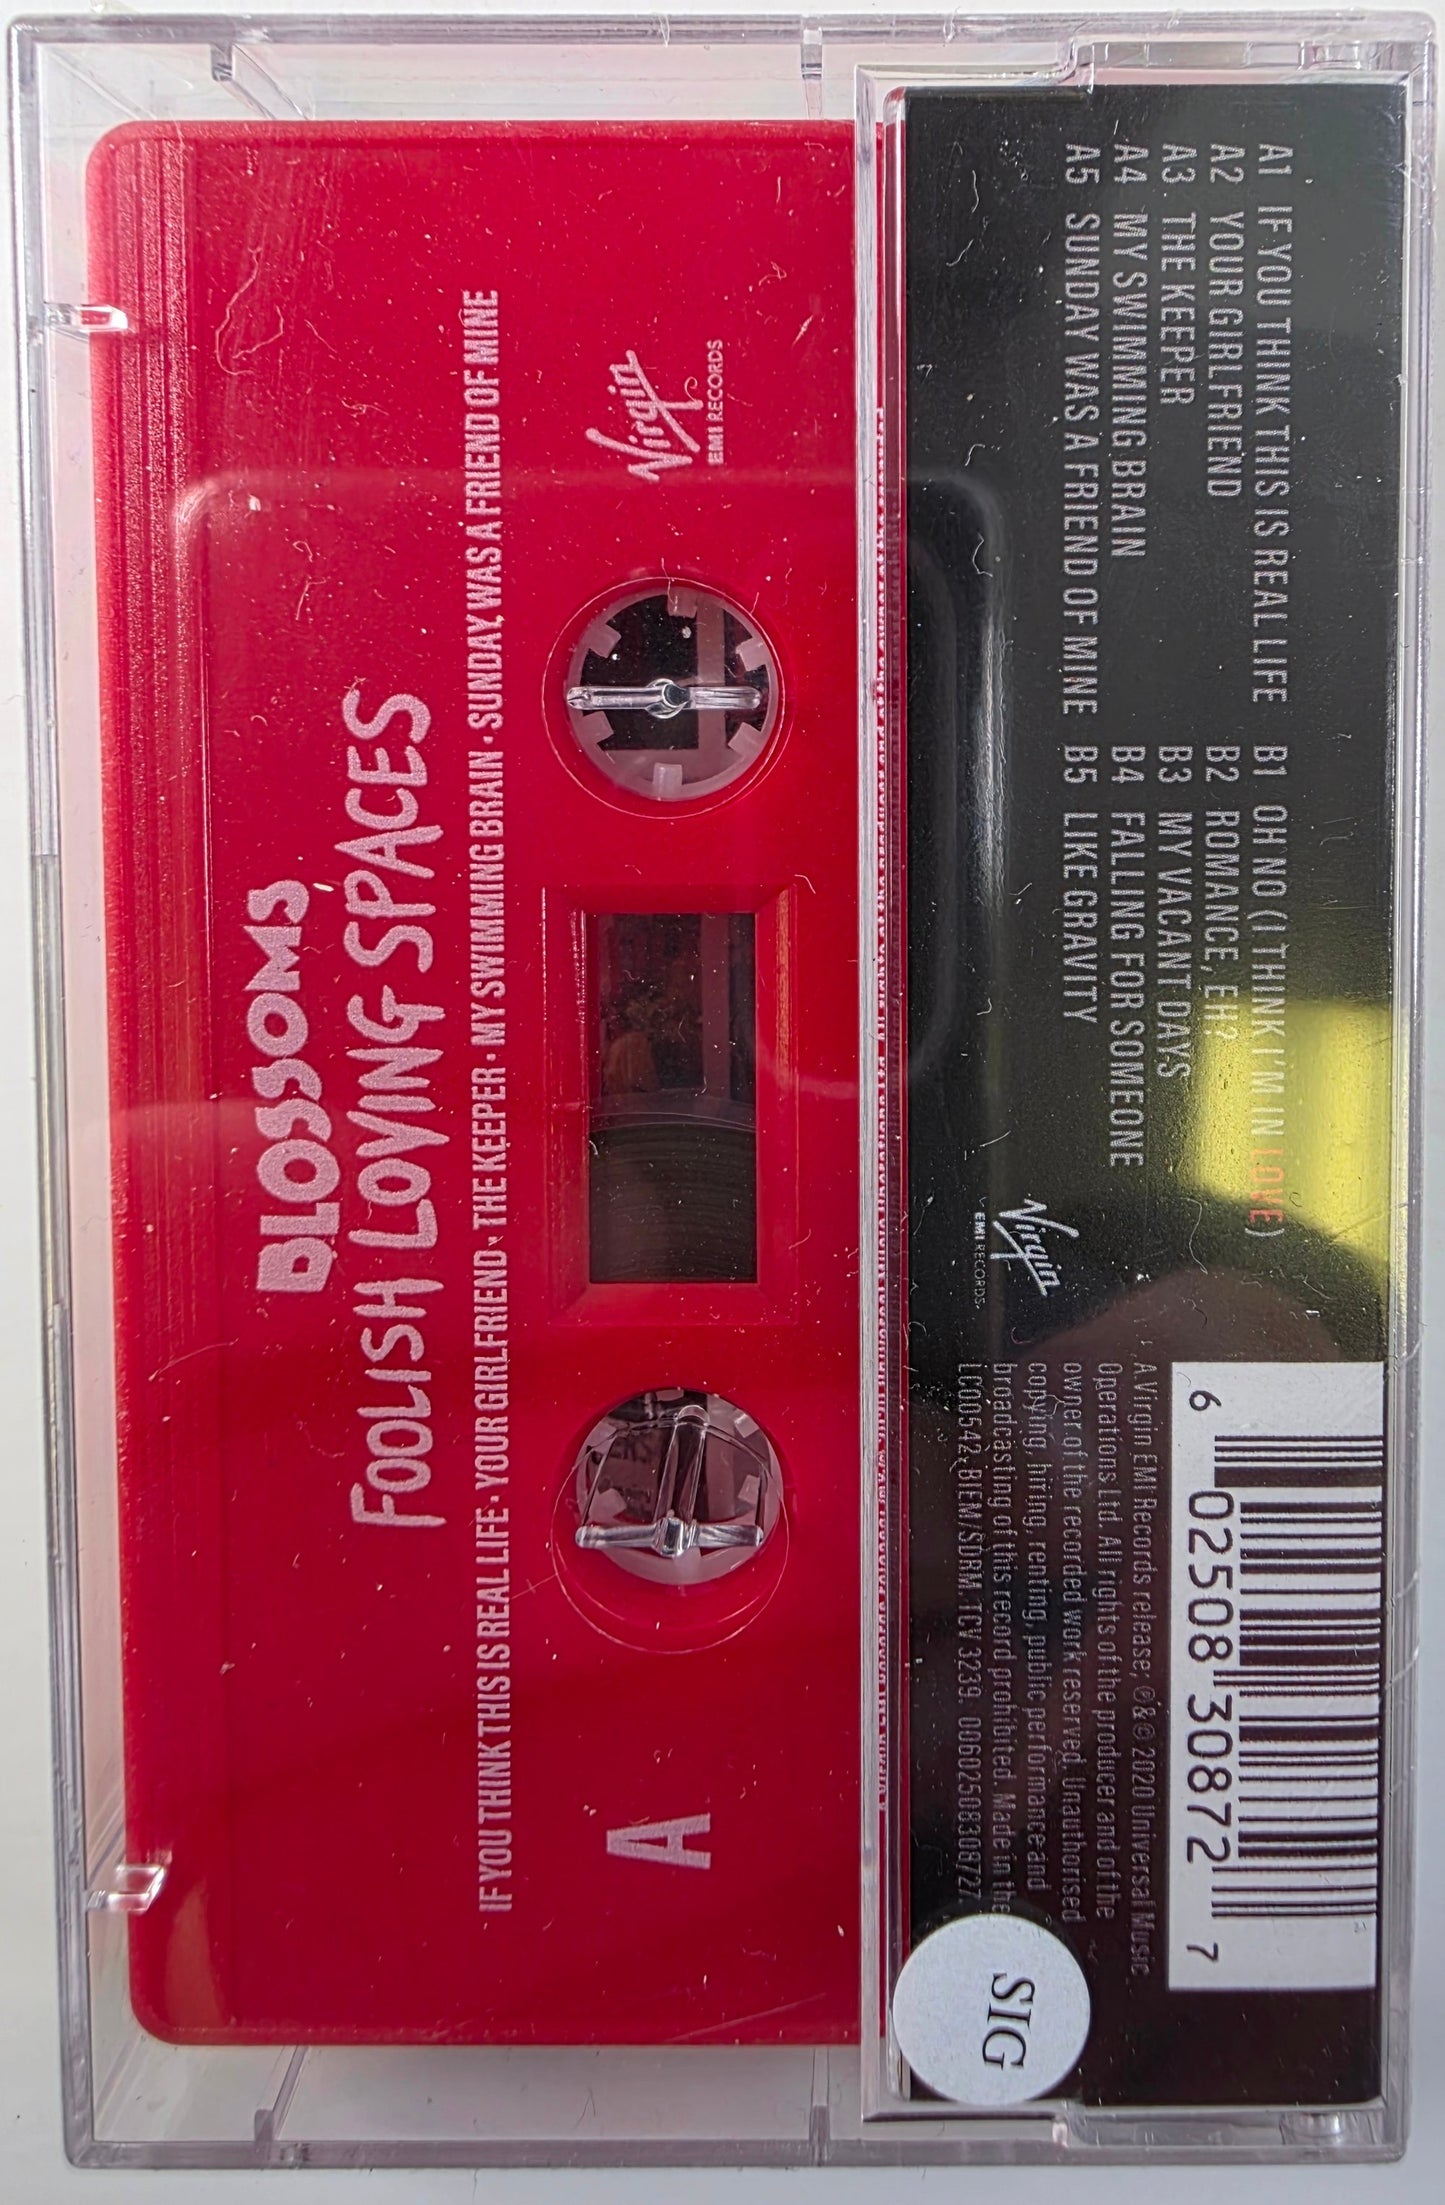 BLOSSOMS
FOOLISH LOVING SPACES
IF YOU THINK THIS IS REAL LIFE · YOUR GIRLFRIEND · THE KEEPER · MY SWIMMING BRAIN · SUNDAY WAS A FRIEND OF MINE
A
Virgin
EMI RECORDS
A1 IF YOU THINK THIS IS REAL LIFE
A2 YOUR GIRLFRIEND
A3 THE KEEPER
A4 MY SWIMMING BRAIN
A5 SUNDAY WAS A FRIEND OF MINE
B1 OH NO (I THINK I'M IN LOVE)
B2 ROMANCE, EH?
B3 MY VACANT DAYS
B4 FALLING FOR SOMEONE
B5 LIKE GRAVITY
Virgin
EMI RECORDS.
6 02508 30872 7
A Virgin EMI Records release; ℗&© 2020 Universal Music
Operations Ltd. All rights of the producer and of the
owner of the recorded work reserved. Unauthorised
copying, hiring, renting, public performance and
broadcasting of this record prohibited. Made in the
LC00542, BIEM/SDRM. TCV 3239. 00602508308727
SIG